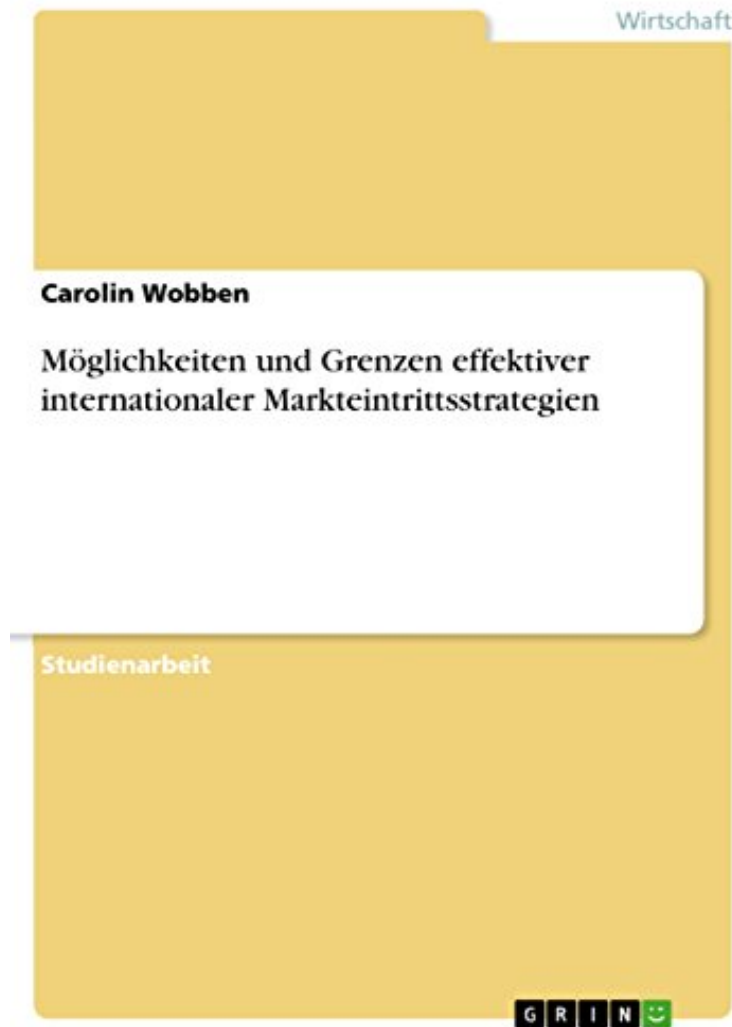 Wirtschaft
Carolin Wobben
Möglichkeiten und Grenzen effektiver
internationaler Markteintrittsstrategien
Studienarbeit
GRIN